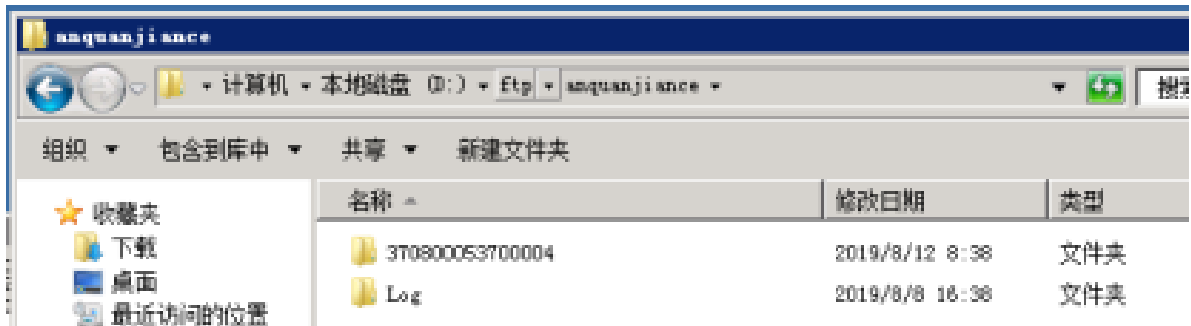 anquanjiance
计算机 本地磁盘 (D:) ftp anquanjiance 搜索
组织 包含到库中 共享 新建文件夹
收藏夹
下载
桌面
最近访问的位置
名称 修改日期 类型
370800053700004 2019/8/12 8:38 文件夹
Log 2019/8/8 16:38 文件夹